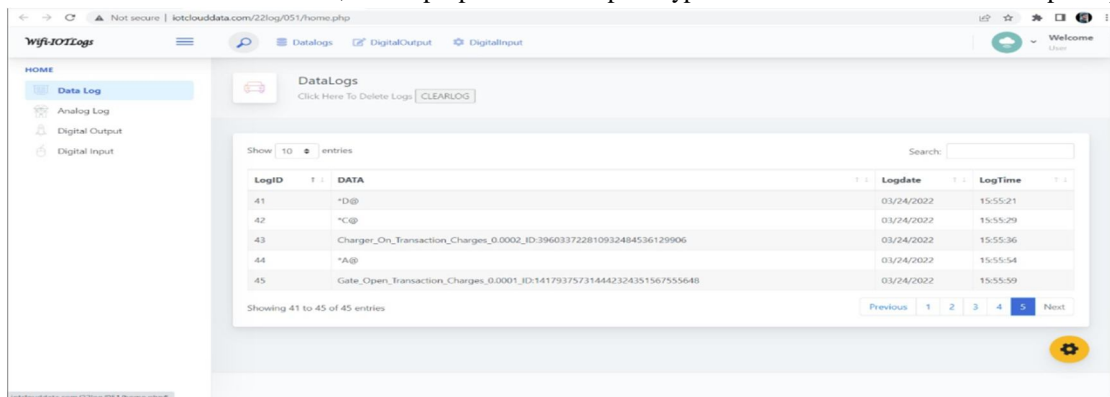 Not secure | iotclouddata.com/22log/051/home.php
Wifi-IOTLogs
Datalogs DigitalOutput DigitalInput
Welcome
User
HOME
Data Log
Analog Log
Digital Output
Digital Input
DataLogs
Click Here To Delete Logs CLEARLOG
Show 10 entries Search:
LogID DATA Logdate LogTime
41 *D@ 03/24/2022 15:55:21
42 *C@ 03/24/2022 15:55:29
43 Charger_On_Transaction_Charges_0.0002_ID:3960337228109324845361299​06 03/24/2022 15:55:36
44 *A@ 03/24/2022 15:55:54
45 Gate_Open_Transaction_Charges_0.0001_ID:141793757314442324351567555648 03/24/2022 15:55:59
Showing 41 to 45 of 45 entries Previous 1 2 3 4 5 Next